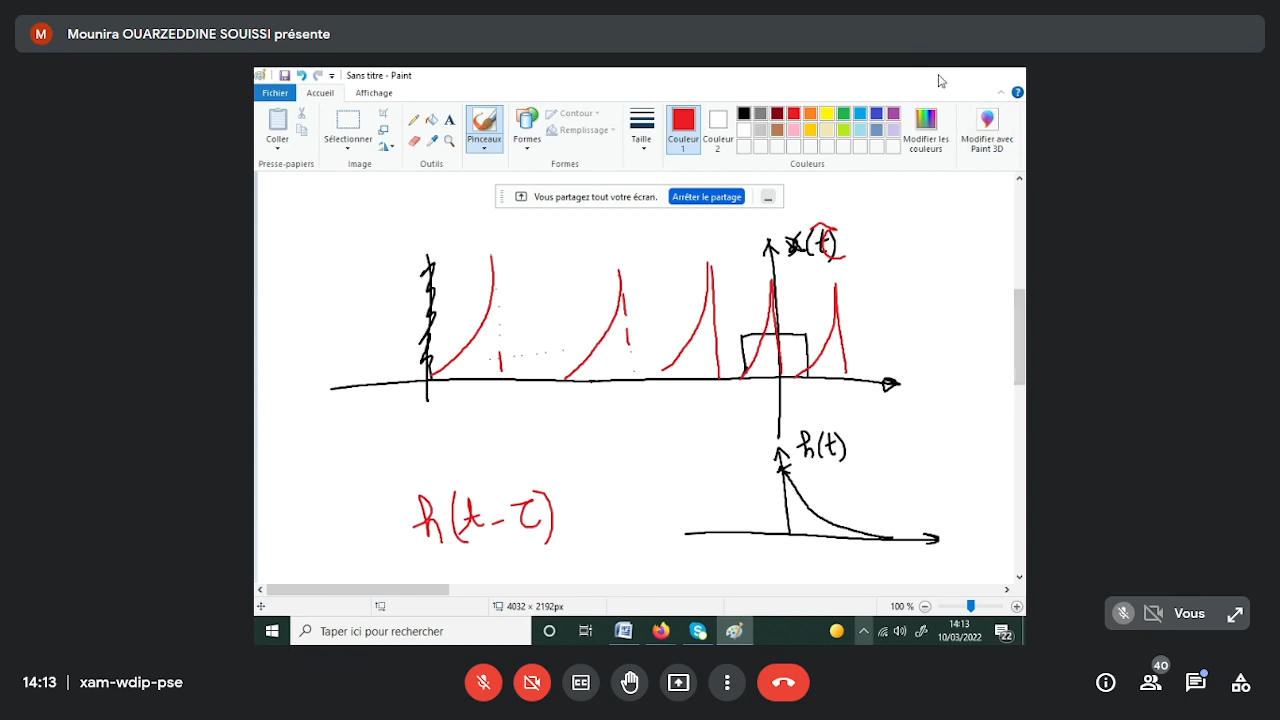 M Mounira OUARZEDDINE SOUISSI présente
Sans titre - Paint
Fichier Accueil Affichage
Coller Sélectionner A Pinceaux Formes Contour Remplissage Taille Couleur 1 Couleur 2 Modifier les couleurs Modifier avec Paint 3D
Presse-papiers Image Outils Formes Couleurs
Vous partagez tout votre écran. Arrêter le partage
x(τ)
h(t)
h(t-τ)
4032 × 2192px 100 %
Taper ici pour rechercher
14:13
10/03/2022
22
Vous
14:13 | xam-wdip-pse
40